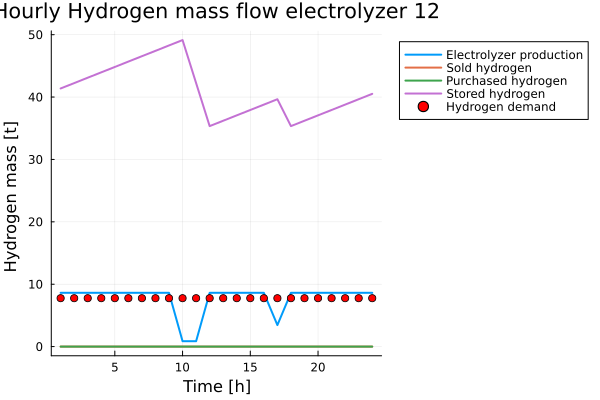 Hourly Hydrogen mass flow electrolyzer 12
Electrolyzer production
Sold hydrogen
Purchased hydrogen
Stored hydrogen
Hydrogen demand
Hydrogen mass [t]
50
40
30
20
10
0
5
10
15
20
Time [h]